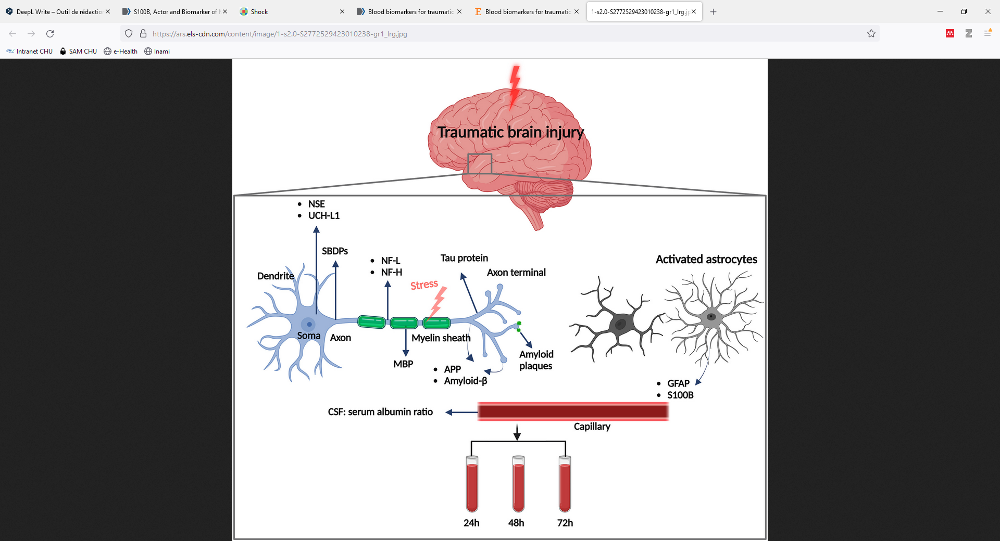 DeepL Write – Outil de rédactio
S100B, Actor and Biomarker of
Shock
Blood biomarkers for traumatic
Blood biomarkers for traumatic
1-s2.0-S2772529423010238-gr1_lrg.jp
https://ars.els-cdn.com/content/image/1-s2.0-S2772529423010238-gr1_lrg.jpg
Intranet CHU
SAM CHU
e-Health
Inami
Traumatic brain injury
• NSE
• UCH-L1
SBDPs
• NF-L
• NF-H
Tau protein
Axon terminal
Activated astrocytes
Dendrite
Stress
Soma
Axon
Myelin sheath
Amyloid
plaques
MBP
• APP
• Amyloid-β
• GFAP
• S100B
CSF: serum albumin ratio
Capillary
24h
48h
72h